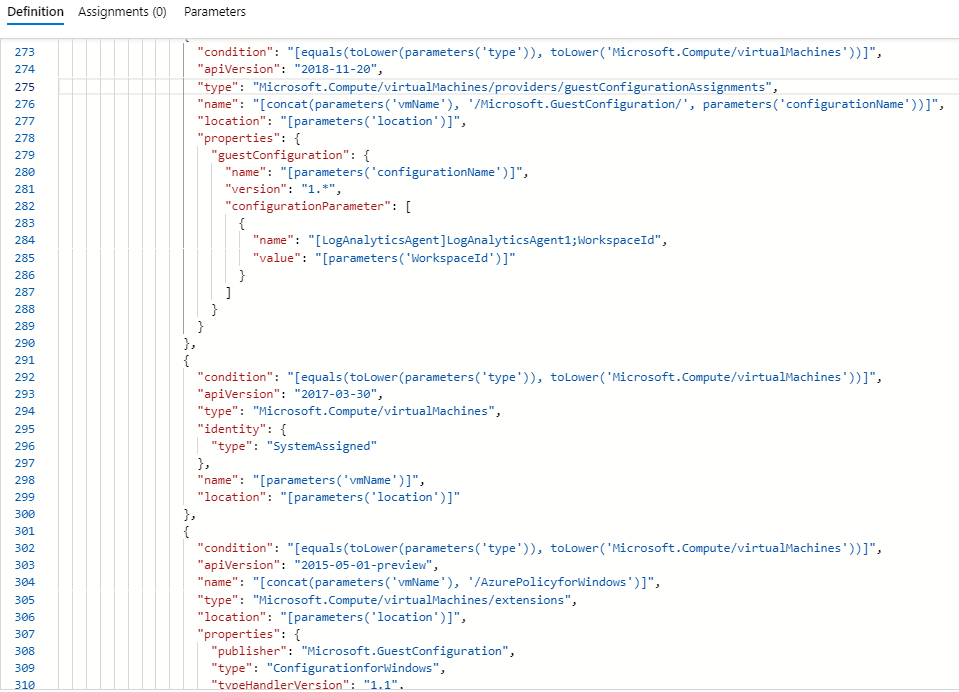 Definition Assignments (0) Parameters
273 "condition": "[equals(toLower(parameters('type')), toLower('Microsoft.Compute/virtualMachines'))]",
274 "apiVersion": "2018-11-20",
275 "type": "Microsoft.Compute/virtualMachines/providers/guestConfigurationAssignments",
276 "name": "[concat(parameters('vmName'), '/Microsoft.GuestConfiguration/', parameters('configurationName'))]",
277 "location": "[parameters('location')]",
278 "properties": {
279 "guestConfiguration": {
280 "name": "[parameters('configurationName')]",
281 "version": "1.*",
282 "configurationParameter": [
283 {
284 "name": "[LogAnalyticsAgent]LogAnalyticsAgent1;WorkspaceId",
285 "value": "[parameters('WorkspaceId')]"
286 }
287 ]
288 }
289 }
290 },
291 {
292 "condition": "[equals(toLower(parameters('type')), toLower('Microsoft.Compute/virtualMachines'))]",
293 "apiVersion": "2017-03-30",
294 "type": "Microsoft.Compute/virtualMachines",
295 "identity": {
296 "type": "SystemAssigned"
297 },
298 "name": "[parameters('vmName')]",
299 "location": "[parameters('location')]"
300 },
301 {
302 "condition": "[equals(toLower(parameters('type')), toLower('Microsoft.Compute/virtualMachines'))]",
303 "apiVersion": "2015-05-01-preview",
304 "name": "[concat(parameters('vmName'), '/AzurePolicyforWindows')]",
305 "type": "Microsoft.Compute/virtualMachines/extensions",
306 "location": "[parameters('location')]",
307 "properties": {
308 "publisher": "Microsoft.GuestConfiguration",
309 "type": "ConfigurationforWindows",
310 "typeHandlerVersion": "1.1",